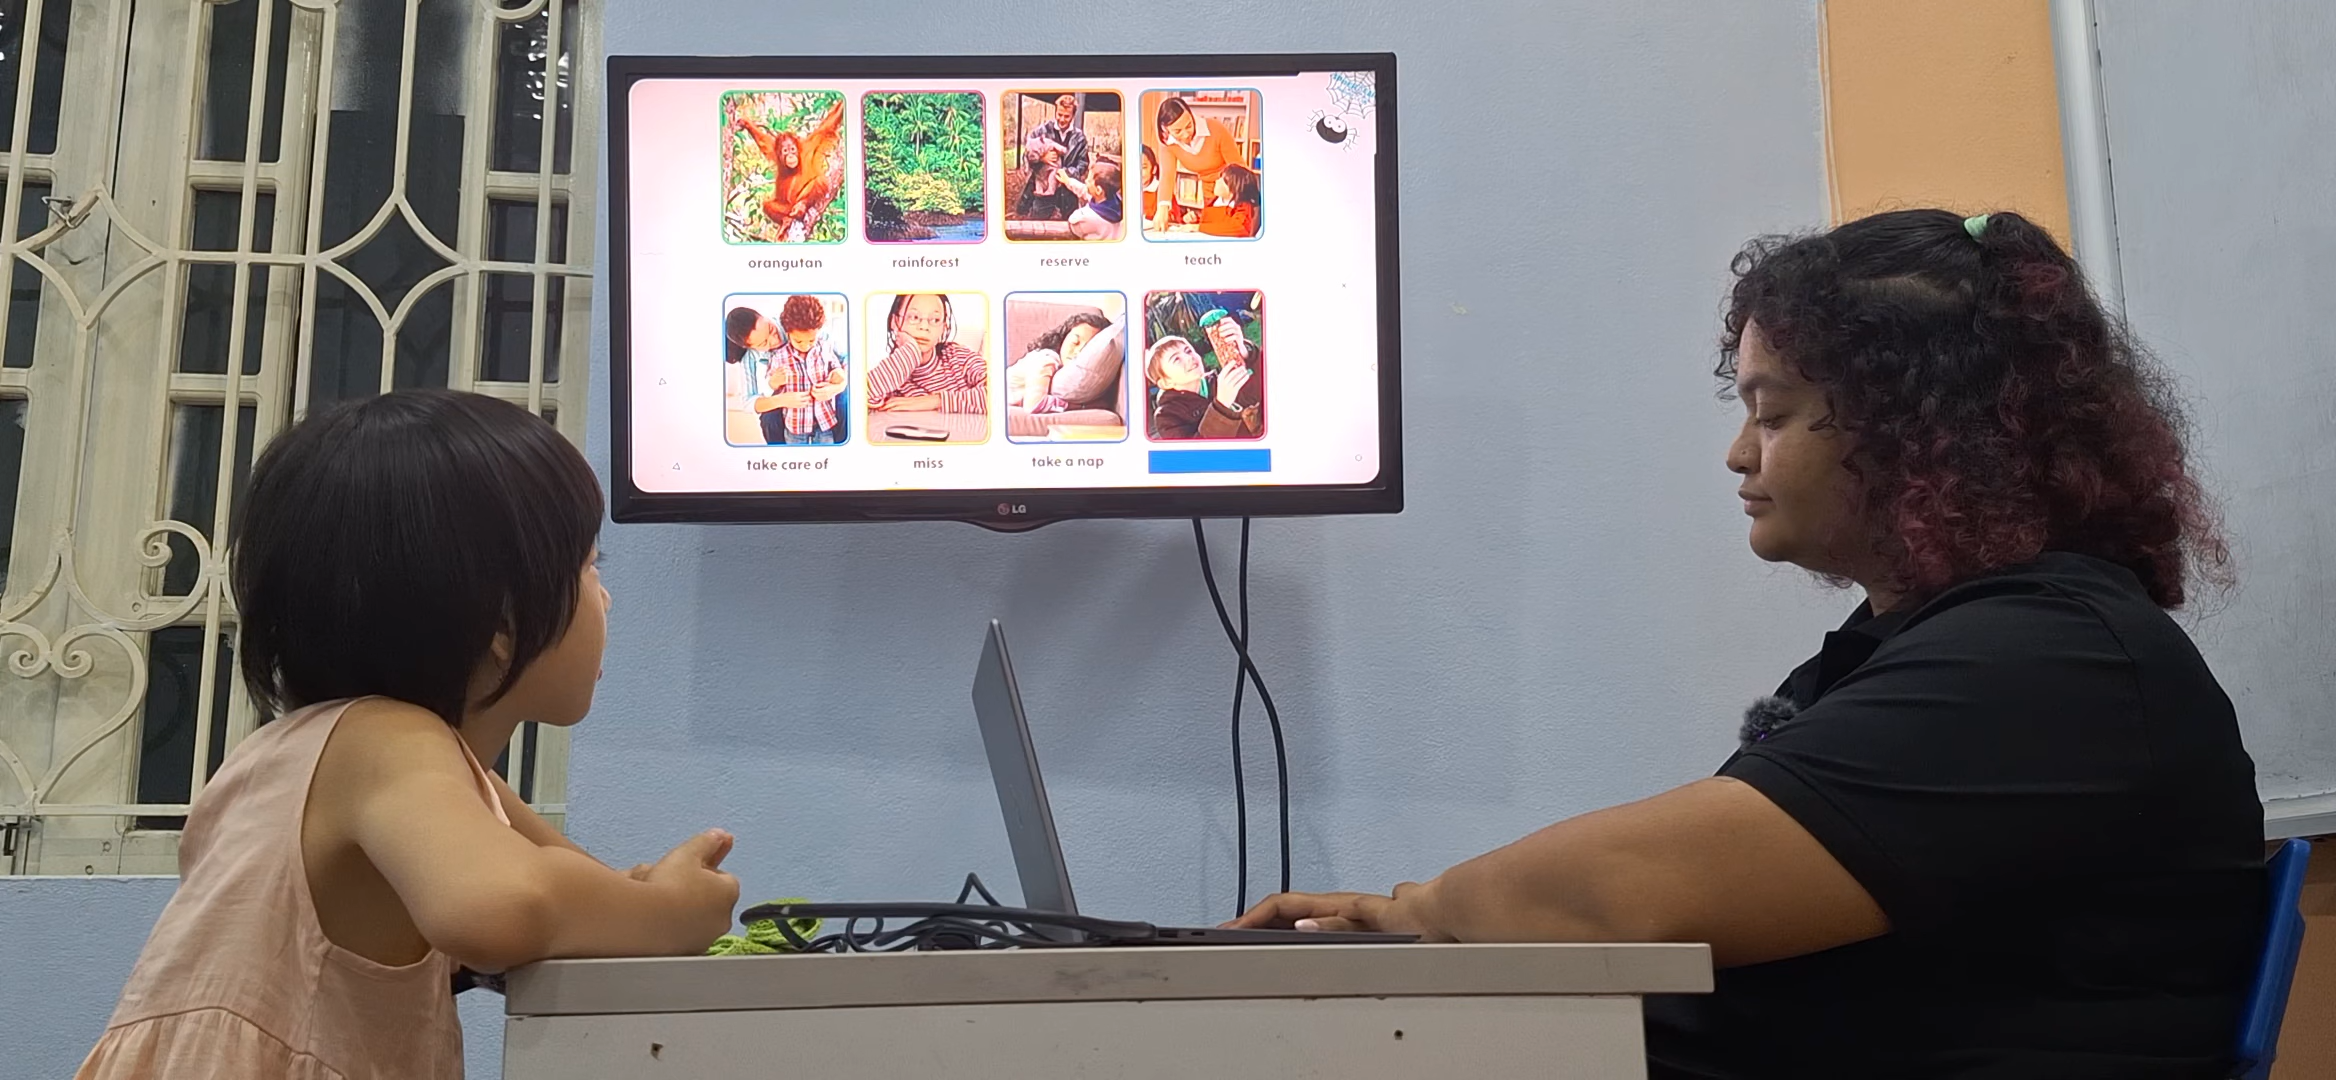 orangutan rainforest reserve teach
take care of miss take a nap
LG